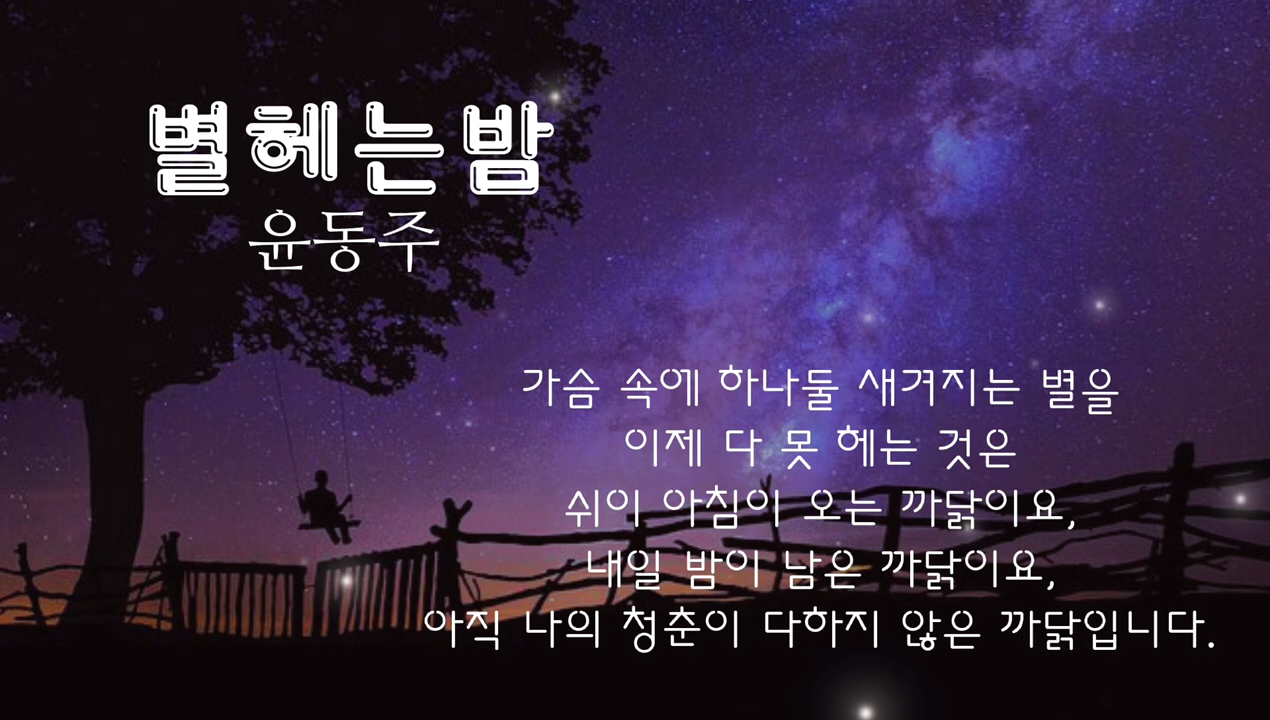 별헤는밤
윤동주
가슴 속에 하나둘 새겨지는 별을
이제 다 못 헤는 것은
쉬이 아침이 오는 까닭이요,
내일 밤이 남은 까닭이요,
아직 나의 청춘이 다하지 않은 까닭입니다.